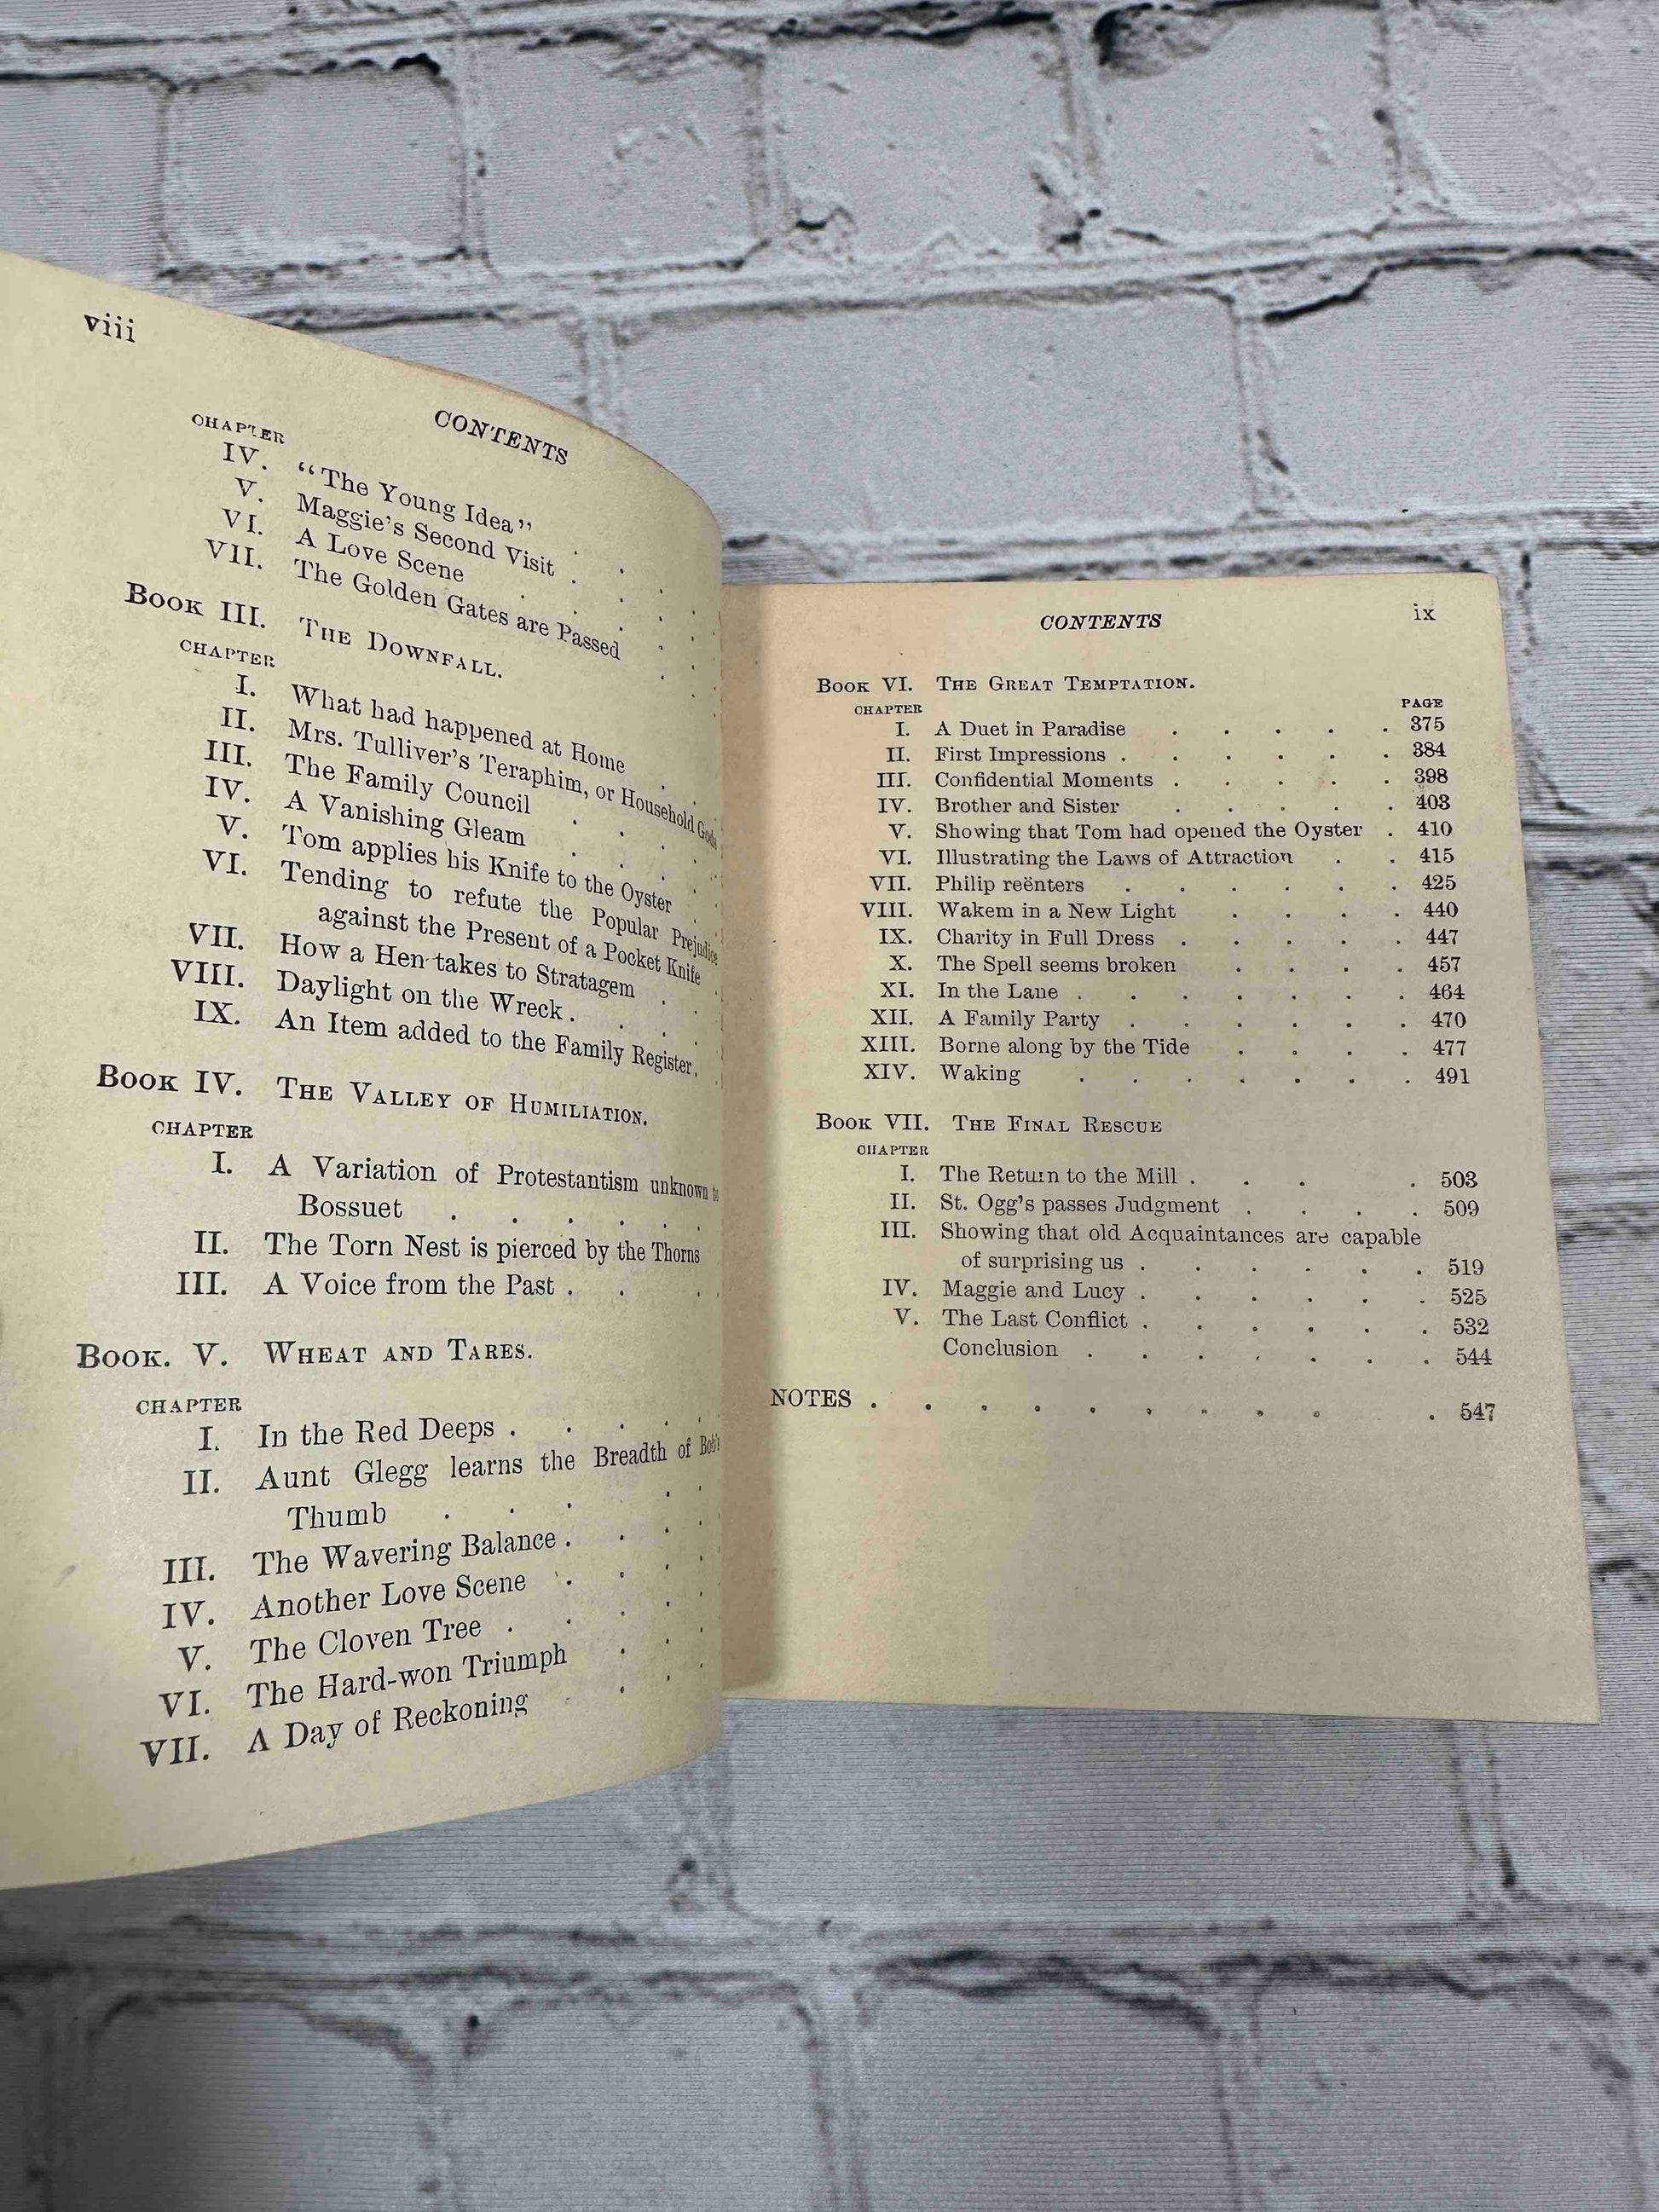 viii
CONTENTS
CHAPTER
IV. “The Young Idea” . . .
V. Maggie’s Second Visit . . . .
VI. A Love Scene . . . . .
VII. The Golden Gates are Passed . .
Book III. The Downfall.
CHAPTER
I. What had happened at Home . .
II. Mrs. Tulliver’s Teraphim, or Household Gods
III. The Family Council . . . .
IV. A Vanishing Gleam . . . .
V. Tom applies his Knife to the Oyster . .
VI. Tending to refute the Popular Prejudice
against the Present of a Pocket Knife .
VII. How a Hen takes to Stratagem . .
VIII. Daylight on the Wreck . . . .
IX. An Item added to the Family Register .
Book IV. The Valley of Humiliation.
CHAPTER
I. A Variation of Protestantism unknown to
Bossuet . . . . . .
II. The Torn Nest is pierced by the Thorns
III. A Voice from the Past . . .
Book. V. Wheat and Tares.
CHAPTER
I. In the Red Deeps . . . . .
II. Aunt Glegg learns the Breadth of Bob’s
Thumb . . . . .
III. The Wavering Balance . . . .
IV. Another Love Scene . . . .
V. The Cloven Tree . . . . .
VI. The Hard-won Triumph . . .
VII. A Day of Reckoning . . .
CONTENTS ix
Book VI. The Great Temptation.
CHAPTER PAGE
I. A Duet in Paradise . . . . . 375
II. First Impressions . . . . . . 384
III. Confidential Moments . . . . . 398
IV. Brother and Sister . . . . . 403
V. Showing that Tom had opened the Oyster . 410
VI. Illustrating the Laws of Attraction . . 415
VII. Philip reënters . . . . . . 425
VIII. Wakem in a New Light . . . . 440
IX. Charity in Full Dress . . . . . 447
X. The Spell seems broken . . . . 457
XI. In the Lane . . . . . . . 464
XII. A Family Party . . . . . . 470
XIII. Borne along by the Tide . . . . 477
XIV. Waking . . . . . . . 491
Book VII. The Final Rescue
CHAPTER
I. The Return to the Mill . . . . 503
II. St. Ogg’s passes Judgment . . . . 509
III. Showing that old Acquaintances are capable
of surprising us . . . . . . 519
IV. Maggie and Lucy . . . . . . 525
V. The Last Conflict . . . . . . 532
Conclusion . . . . . . . 544
NOTES . . . . . . . . . . 547